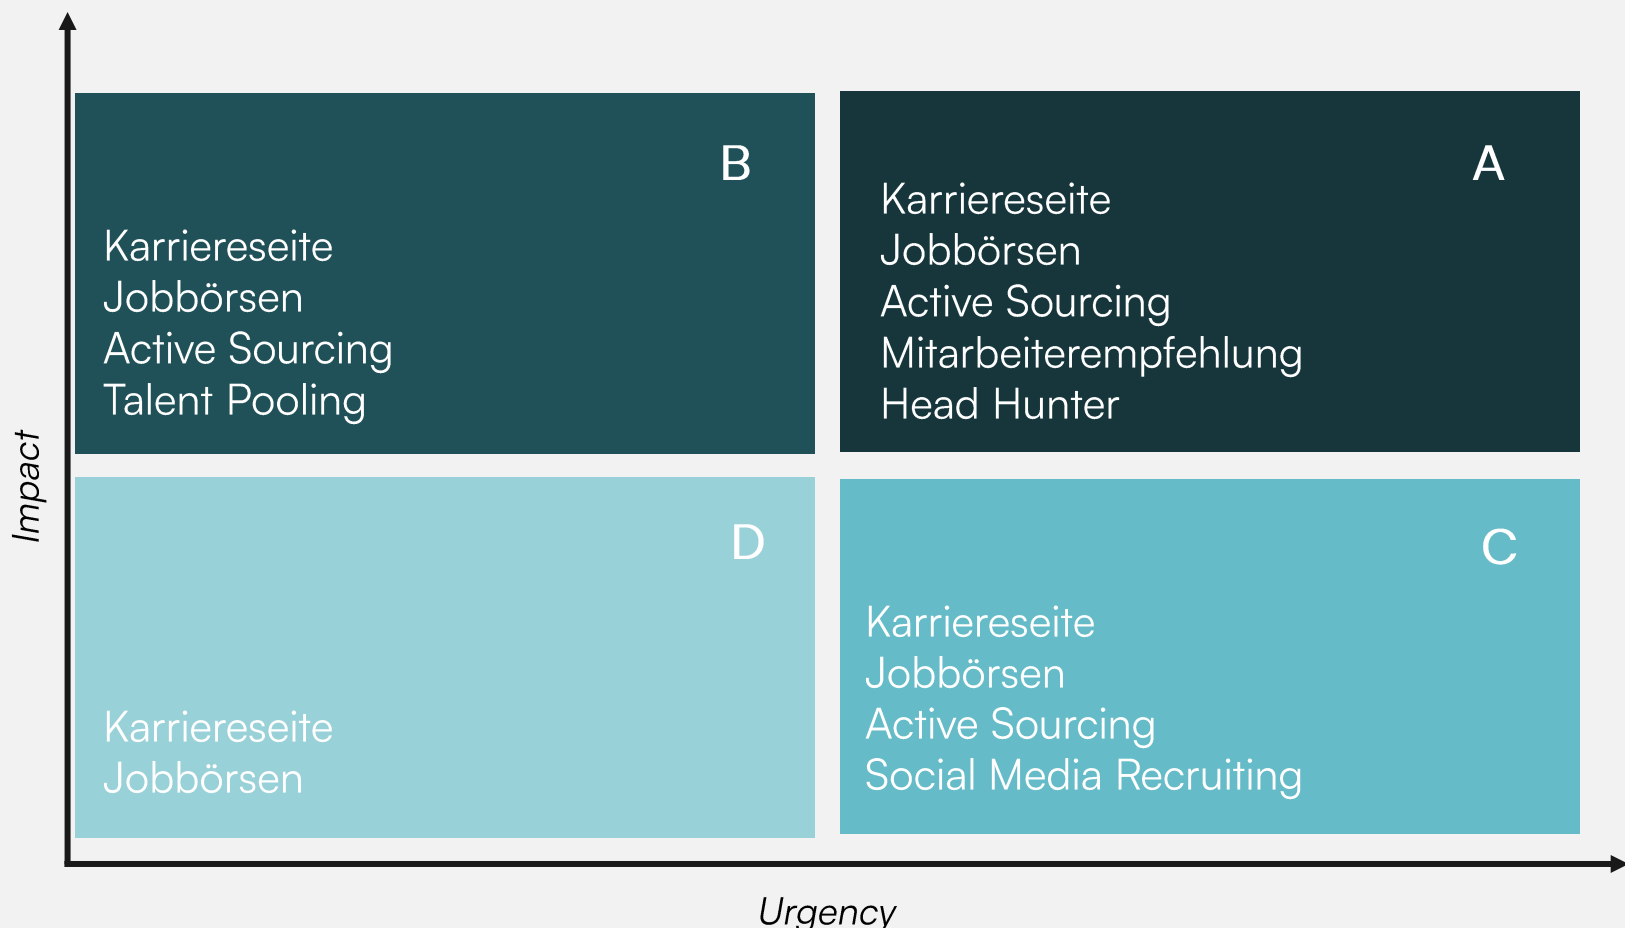 B
Karriereseite
Jobbörsen
Active Sourcing
Talent Pooling
A
Karriereseite
Jobbörsen
Active Sourcing
Mitarbeiterempfehlung
Head Hunter
Impact
D
Karriereseite
Jobbörsen
C
Karriereseite
Jobbörsen
Active Sourcing
Social Media Recruiting
Urgency